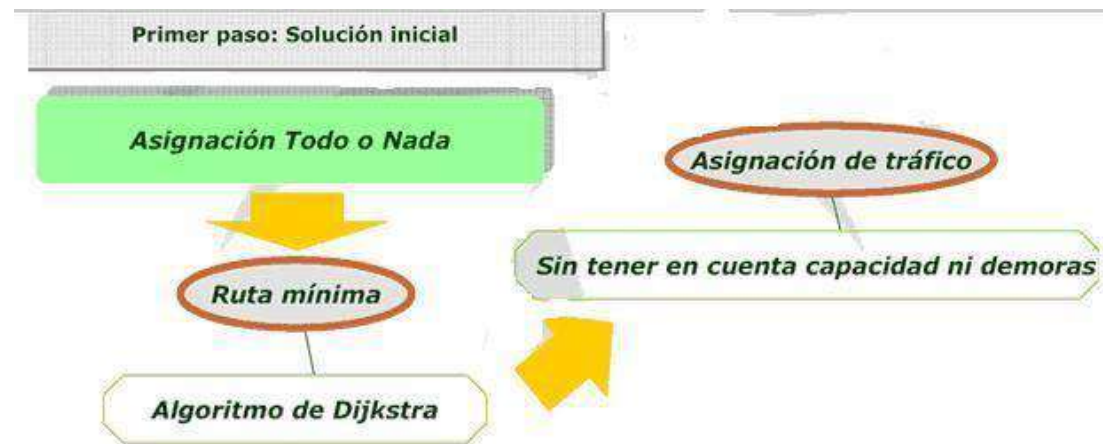 Primer paso: Solución inicial
Asignación Todo o Nada
Ruta mínima
Algoritmo de Dijkstra
Asignación de tráfico
Sin tener en cuenta capacidad ni demoras